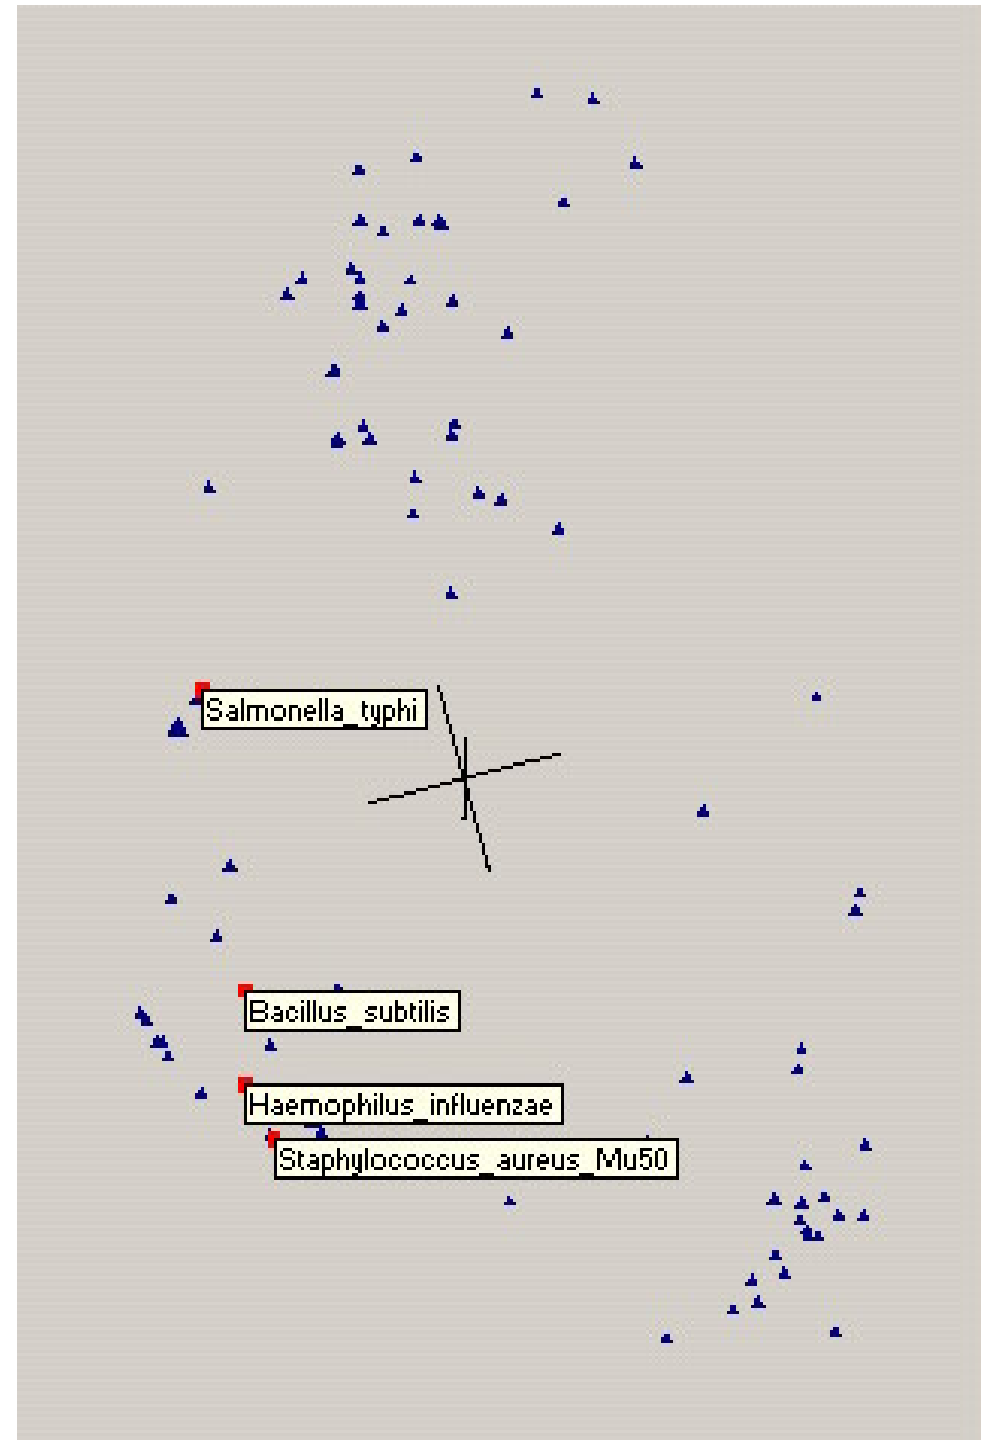 Salmonella_typhi
Bacillus_subtilis
Haemophilus_influenzae
Staphylococcus_aureus_Mu50